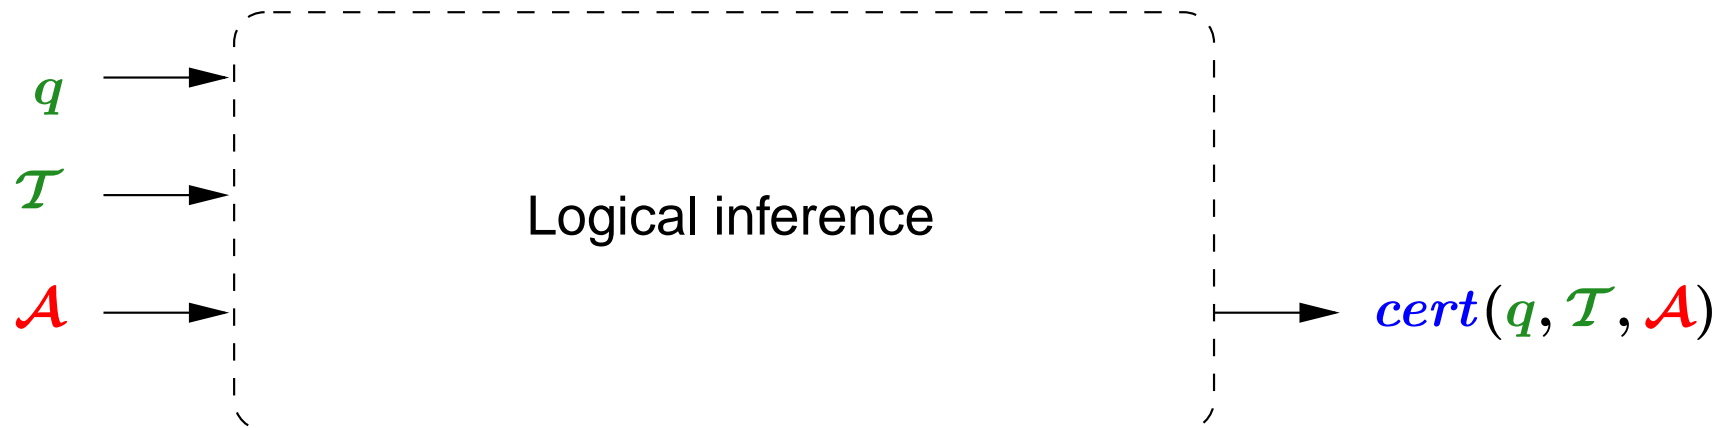 q
𝒯
Logical inference
𝒜
cert(q, 𝒯, 𝒜)